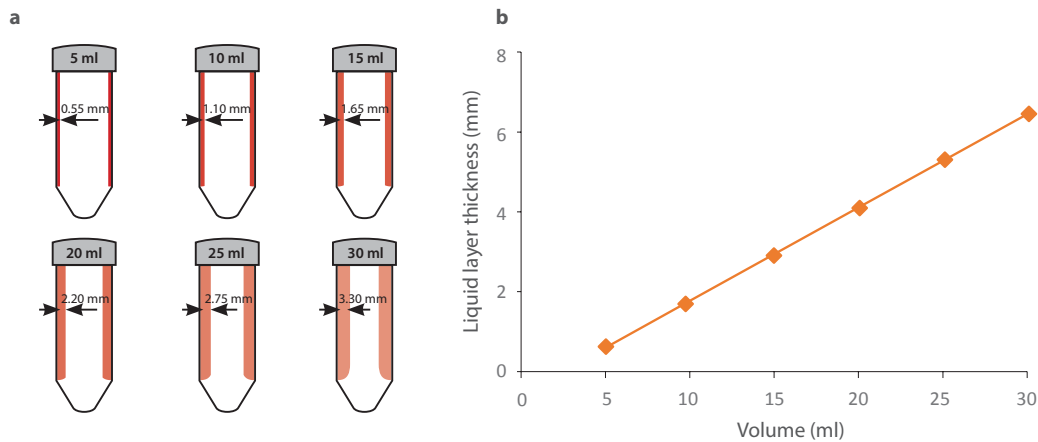 a
5 ml
10 ml
15 ml
0.55 mm
1.10 mm
1.65 mm
20 ml
25 ml
30 ml
2.20 mm
2.75 mm
3.30 mm
b
Liquid layer thickness (mm)
8
6
4
2
0
0
5
10
15
20
25
30
Volume (ml)